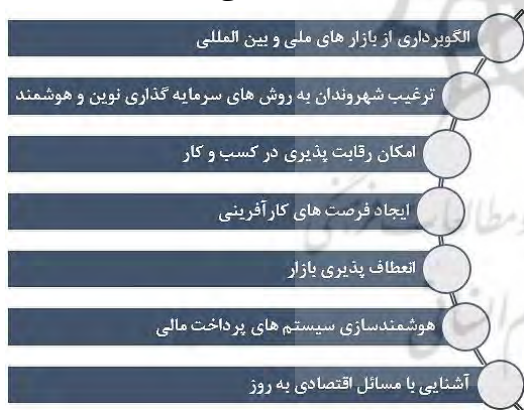 الگوبرداری از بازار های ملی و بین المللی
ترغیب شهروندان به روش های سرمایه گذاری نوین و هوشمند
امکان رقابت پذیری در کسب و کار
ایجاد فرصت های کارآفرینی
انعطاف پذیری بازار
هوشمندسازی سیستم های پرداخت مالی
آشنایی با مسائل اقتصادی به روز